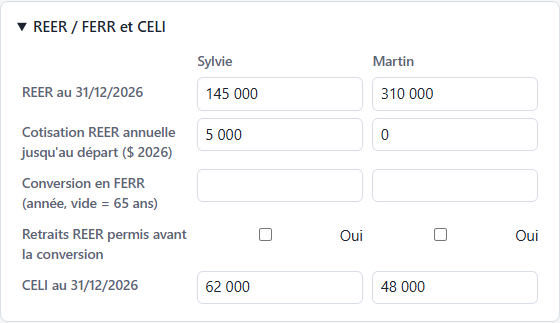 ▼ REER / FERR et CELI
Sylvie Martin
REER au 31/12/2026 145 000 310 000
Cotisation REER annuelle
jusqu'au départ ($ 2026) 5 000 0
Conversion en FERR
(année, vide = 65 ans)
Retraits REER permis avant
la conversion Oui Oui
CELI au 31/12/2026 62 000 48 000